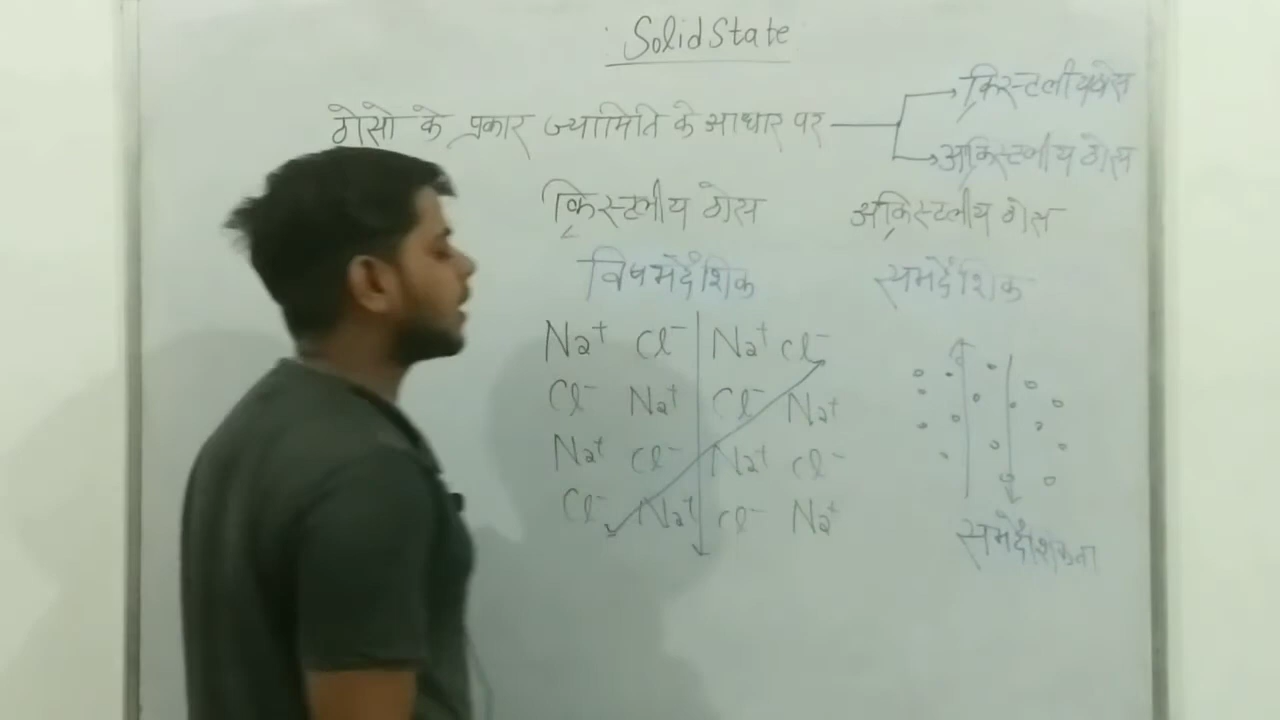 Solid State
ठोसो के प्रकार ज्यामिति के आधार पर
क्रिस्टलीय ठोस
अक्रिस्टलीय ठोस
क्रिस्टलीय ठोस अक्रिस्टलीय ठोस
विषमदैशिक समदैशिक
Na⁺ Cl⁻ Na⁺ Cl⁻
Cl⁻ Na⁺ Cl⁻ Na⁺
Na⁺ Cl⁻ Na⁺ Cl⁻
Cl⁻ Na⁺ Cl⁻ Na⁺
समदैशिकता